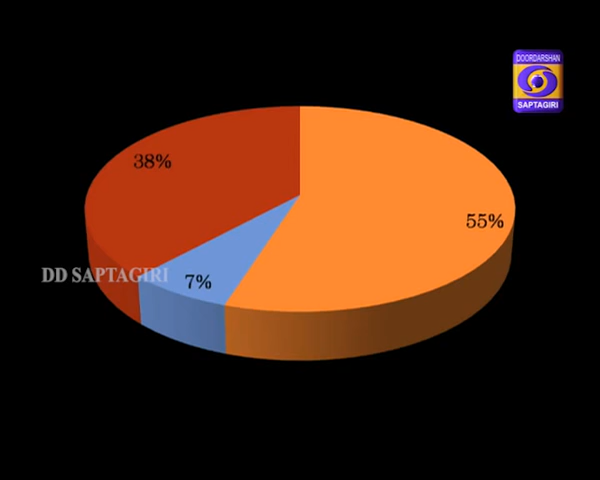 DOORDARSHAN
SAPTAGIRI
38%
55%
DD SAPTAGIRI
7%